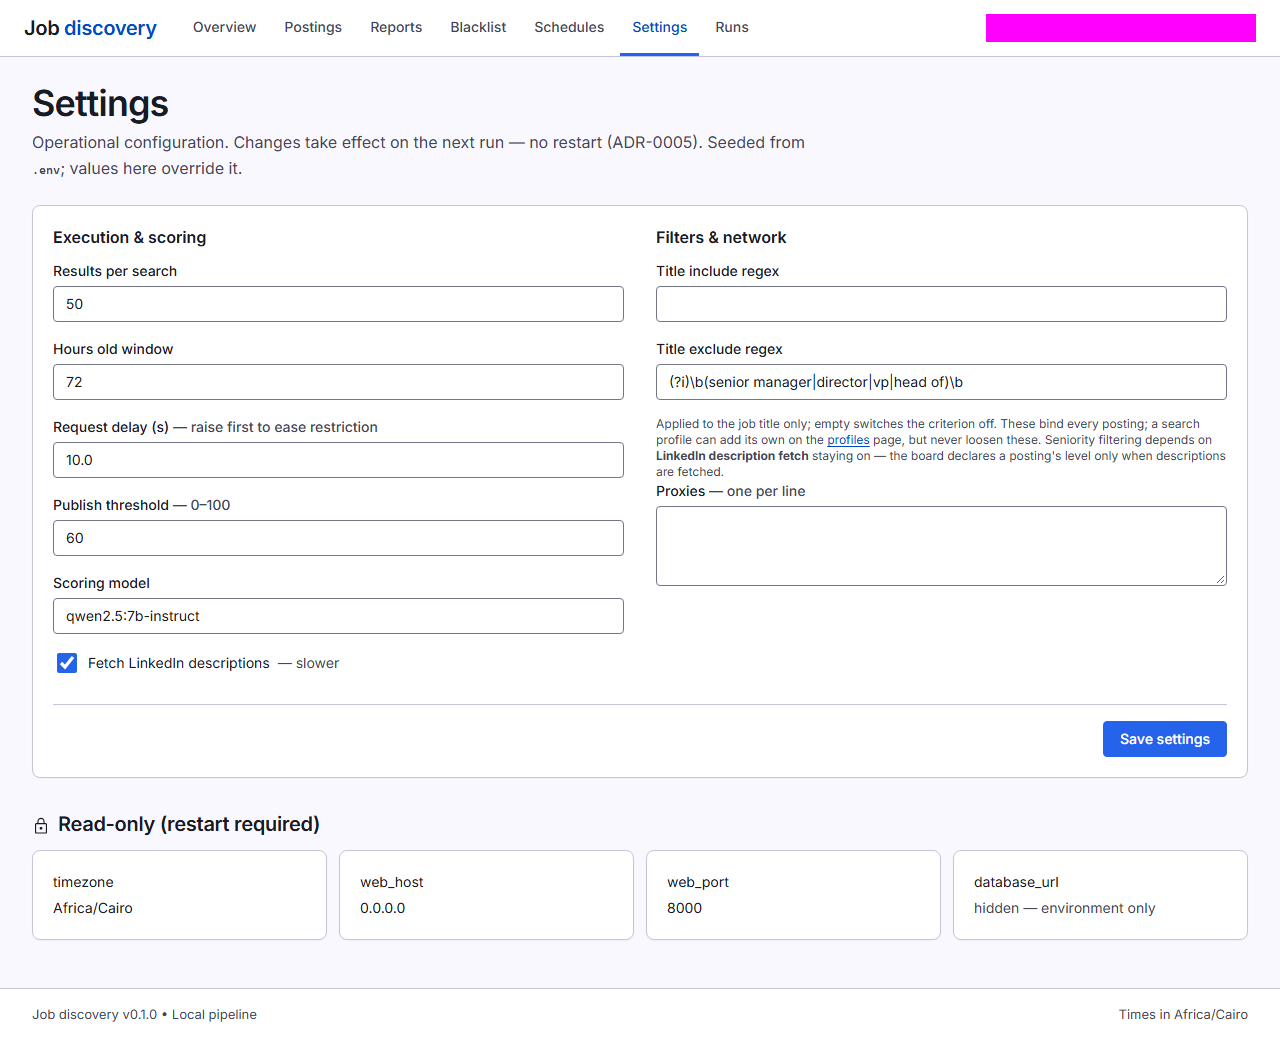 Job discovery
Overview
Postings
Reports
Blacklist
Schedules
Settings
Runs
Settings
Operational configuration. Changes take effect on the next run — no restart (ADR-0005). Seeded from
.env; values here override it.
Execution & scoring
Results per search
50
Hours old window
72
Request delay (s) — raise first to ease restriction
10.0
Publish threshold — 0–100
60
Scoring model
qwen2.5:7b-instruct
Fetch LinkedIn descriptions — slower
Filters & network
Title include regex
Title exclude regex
(?i)\b(senior manager|director|vp|head of)\b
Applied to the job title only; empty switches the criterion off. These bind every posting; a search
profile can add its own on the profiles page, but never loosen these. Seniority filtering depends on
LinkedIn description fetch staying on — the board declares a posting's level only when descriptions
are fetched.
Proxies — one per line
Save settings
Read-only (restart required)
timezone
Africa/Cairo
web_host
0.0.0.0
web_port
8000
database_url
hidden — environment only
Job discovery v0.1.0 • Local pipeline
Times in Africa/Cairo